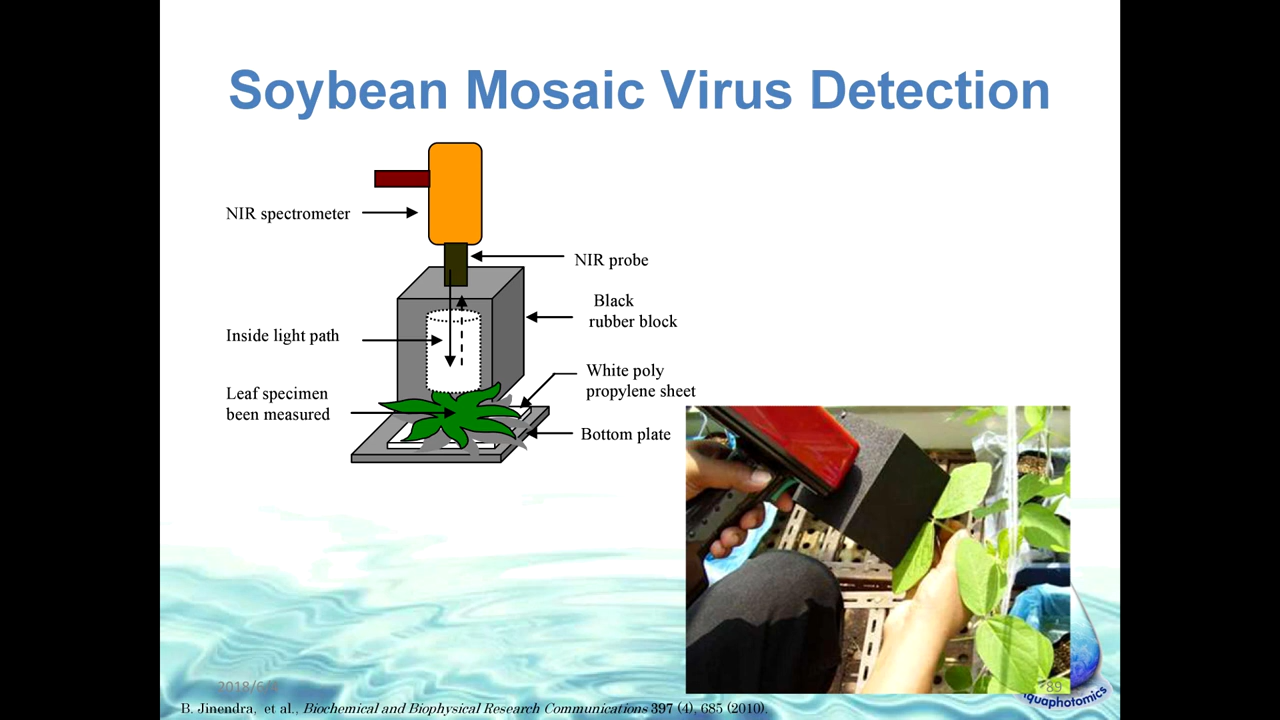 Soybean Mosaic Virus Detection
NIR spectrometer
NIR probe
Black
rubber block
Inside light path
White poly
propylene sheet
Leaf specimen
been measured
Bottom plate
89
B. Jinendra, et al., Biochemical and Biophysical Research Communications 397 (4), 685 (2010).